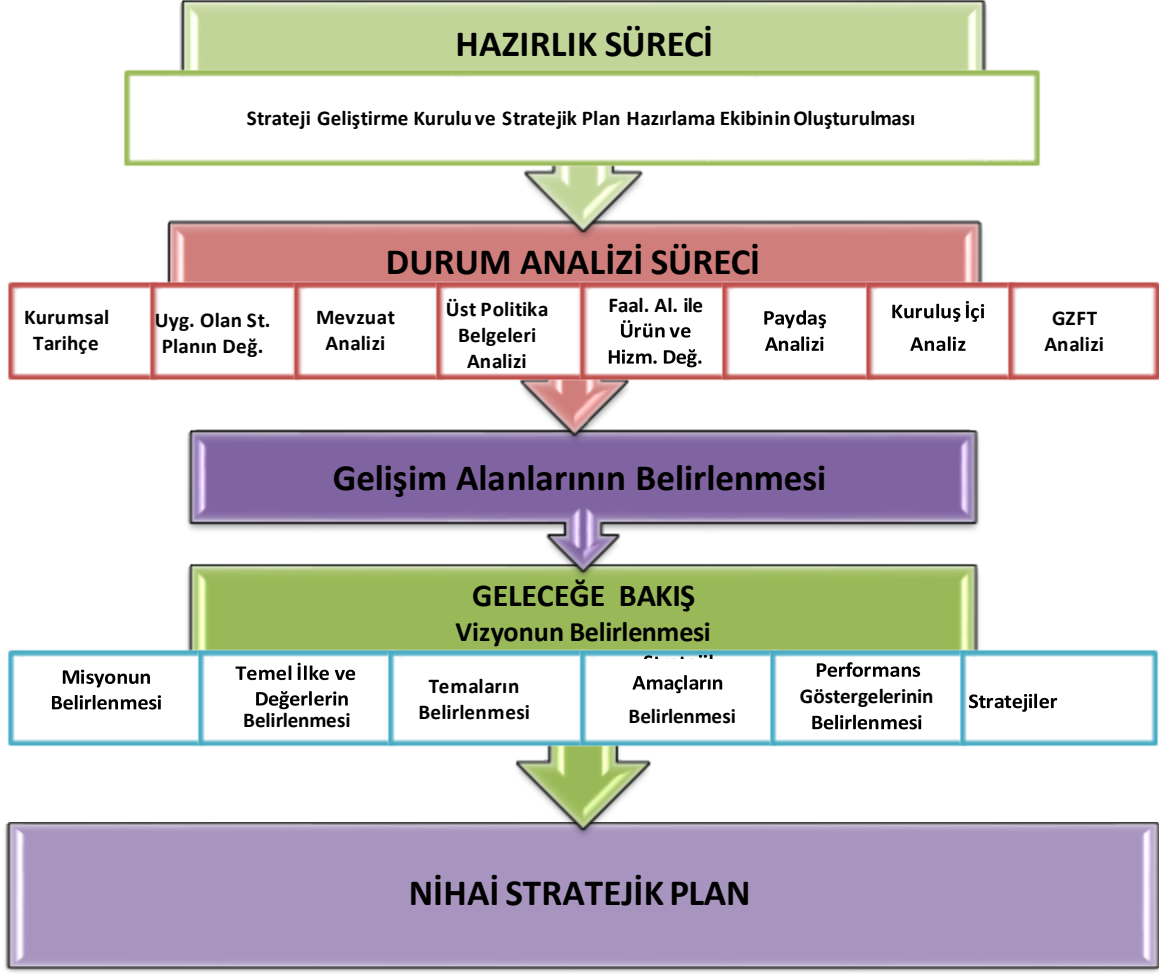 HAZIRLIK SÜRECİ
Strateji Geliştirme Kurulu ve Stratejik Plan Hazırlama Ekibinin Oluşturulması
DURUM ANALİZİ SÜRECİ
Kurumsal
Tarihçe
Uyg. Olan St.
Planın Değ.
Mevzuat
Analizi
Üst Politika
Belgeleri
Analizi
Faal. Al. ile
Ürün ve
Hizm. Değ.
Paydaş
Analizi
Kuruluş İçi
Analiz
GZFT
Analizi
Gelişim Alanlarının Belirlenmesi
GELECEĞE BAKIŞ
Vizyonun Belirlenmesi
Misyonun
Belirlenmesi
Temel İlke ve
Değerlerin
Belirlenmesi
Temaların
Belirlenmesi
Amaçların
Belirlenmesi
Performans
Göstergelerinin
Belirlenmesi
Stratejiler
NİHAİ STRATEJİK PLAN